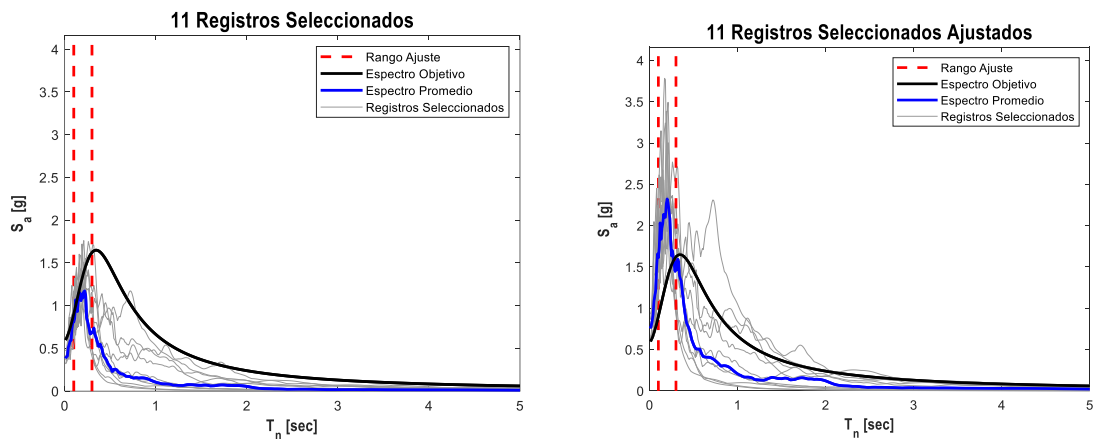 11 Registros Seleccionados
4
3.5
3
2.5
2
1.5
1
0.5
0
S_a [g]
Rango Ajuste
Espectro Objetivo
Espectro Promedio
Registros Seleccionados
0 1 2 3 4 5
T_n [sec]
11 Registros Seleccionados Ajustados
4
3.5
3
2.5
2
1.5
1
0.5
0
S_a [g]
Rango Ajuste
Espectro Objetivo
Espectro Promedio
Registros Seleccionados
0 1 2 3 4 5
T_n [sec]